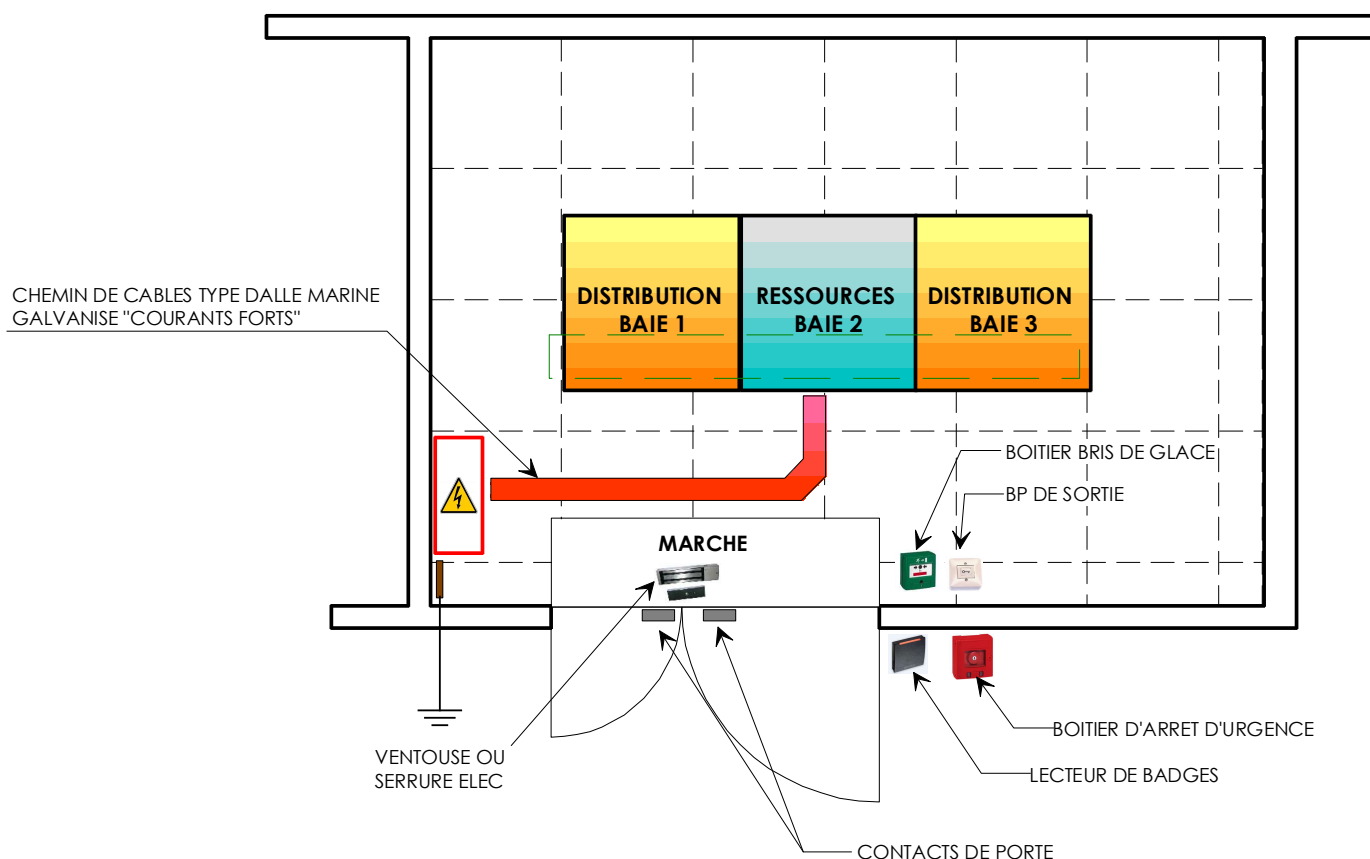 DISTRIBUTION
BAIE 1
RESSOURCES
BAIE 2
DISTRIBUTION
BAIE 3
CHEMIN DE CABLES TYPE DALLE MARINE
GALVANISE "COURANTS FORTS"
BOITIER BRIS DE GLACE
BP DE SORTIE
MARCHE
BOITIER D'ARRET D'URGENCE
VENTOUSE OU
SERRURE ELEC
LECTEUR DE BADGES
CONTACTS DE PORTE